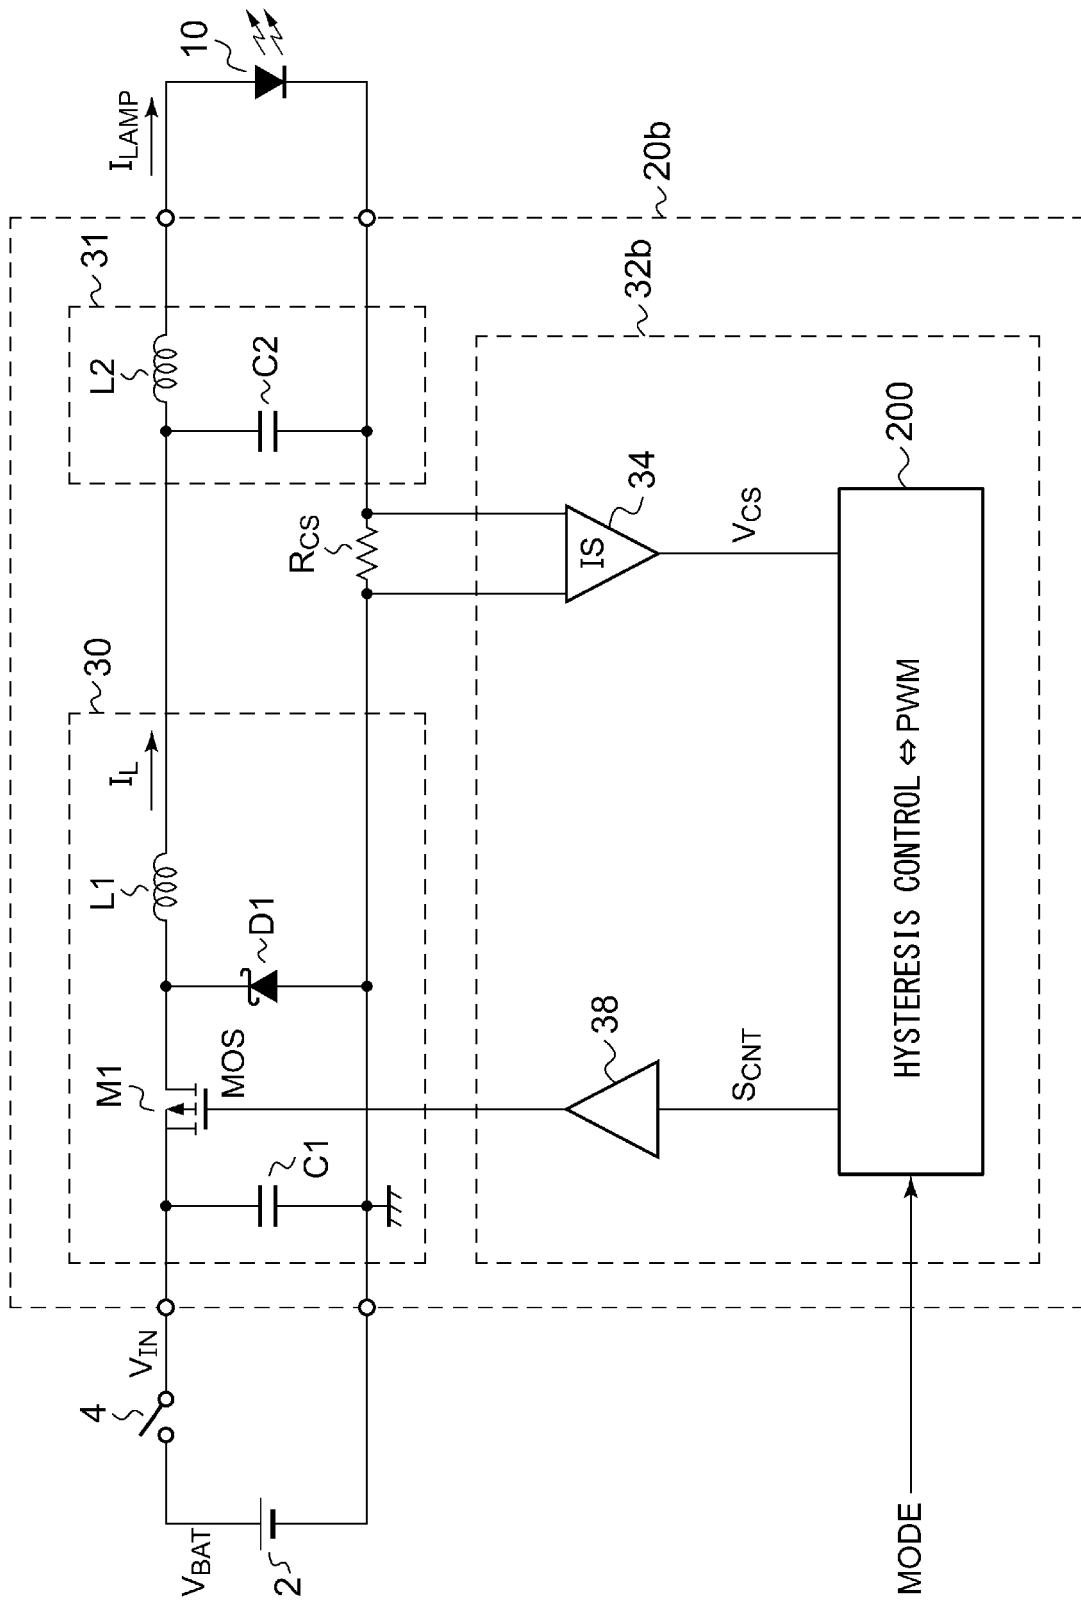 20b
30
31
I_L
I_LAMP
L1
L2
10
M1
MOS
D1
C1
C2
R_CS
4
V_IN
V_BAT
2
32b
38
IS
34
S_CNT
V_CS
200
HYSTERESIS CONTROL ⇔ PWM
MODE